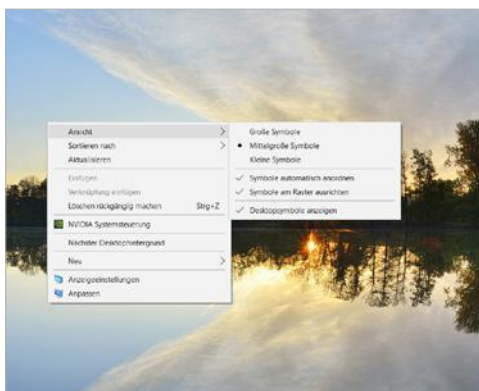 Ansicht
Sortieren nach
Aktualisieren
Einfügen
Verknüpfung einfügen
Löschen rückgängig machen Strg+Z
NVIDIA Systemsteuerung
Nächster Desktophintergrund
Neu
Anzeigeeinstellungen
Anpassen
Große Symbole
Mittelgroße Symbole
Kleine Symbole
Symbole automatisch anordnen
Symbole am Raster ausrichten
Desktopsymbole anzeigen